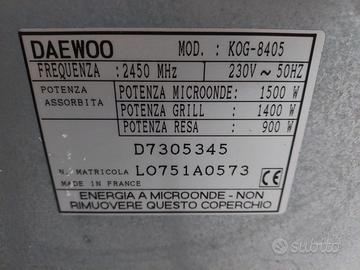 DAEWOO MOD. : KOG-8405
FREQUENZA : 2450 MHz 230V ~ 50HZ
POTENZA ASSORBITA
POTENZA MICROONDE: 1500 W
POTENZA GRILL : 1400 W
POTENZA RESA : 900 W
D7305345
N. MATRICOLA LO751A0573 CE
MADE IN FRANCE
ENERGIA A MICROONDE - NON
RIMUOVERE QUESTO COPERCHIO
subito